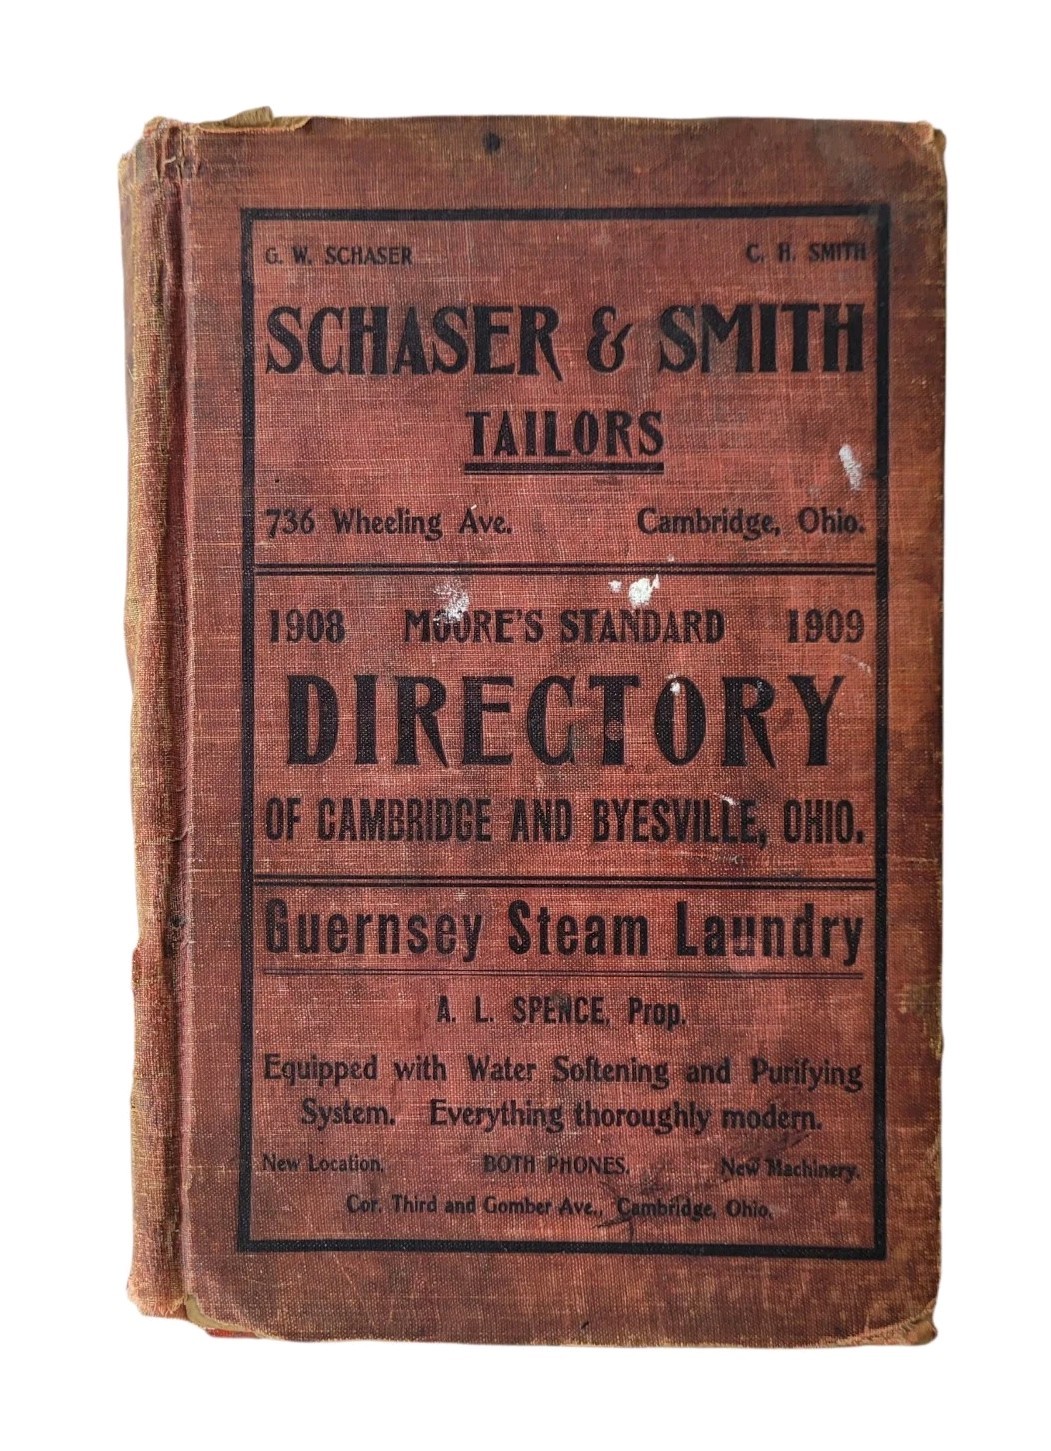 G. W. SCHASER C. H. SMITH
SCHASER & SMITH
TAILORS
736 Wheeling Ave. Cambridge, Ohio.
1908 MOORE'S STANDARD 1909
DIRECTORY
OF CAMBRIDGE AND BYESVILLE, OHIO.
Guernsey Steam Laundry
A. L. SPENCE, Prop.
Equipped with Water Softening and Purifying
System. Everything thoroughly modern.
New Location. BOTH PHONES. New Machinery.
Cor. Third and Gomber Ave., Cambridge, Ohio.